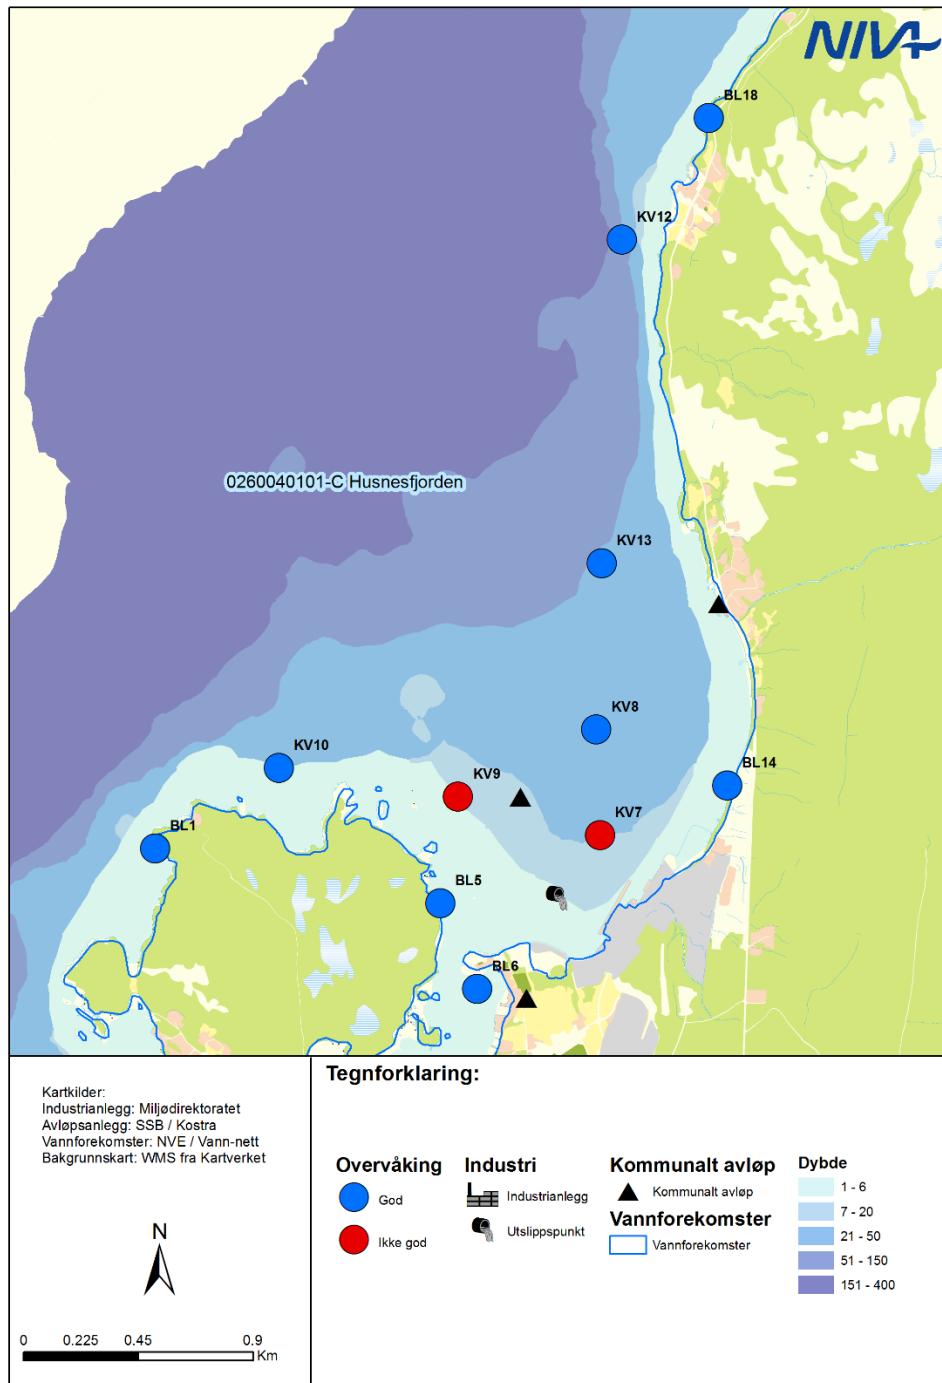 NIVA
BL18
KV12
0260040101-C Husnesfjorden
KV13
KV8
KV10
KV9
BL14
KV7
BL1
BL5
BL6
Kartkilder:
Industrianlegg: Miljødirektoratet
Avløpsanlegg: SSB / Kostra
Vannforekomster: NVE / Vann-nett
Bakgrunnskart: WMS fra Kartverket
N
0 0.225 0.45 0.9
Km
Tegnforklaring:
Overvåking
God
Ikke god
Industri
Industrianlegg
Utslippspunkt
Kommunalt avløp
Kommunalt avløp
Vannforekomster
Vannforekomster
Dybde
1 - 6
7 - 20
21 - 50
51 - 150
151 - 400